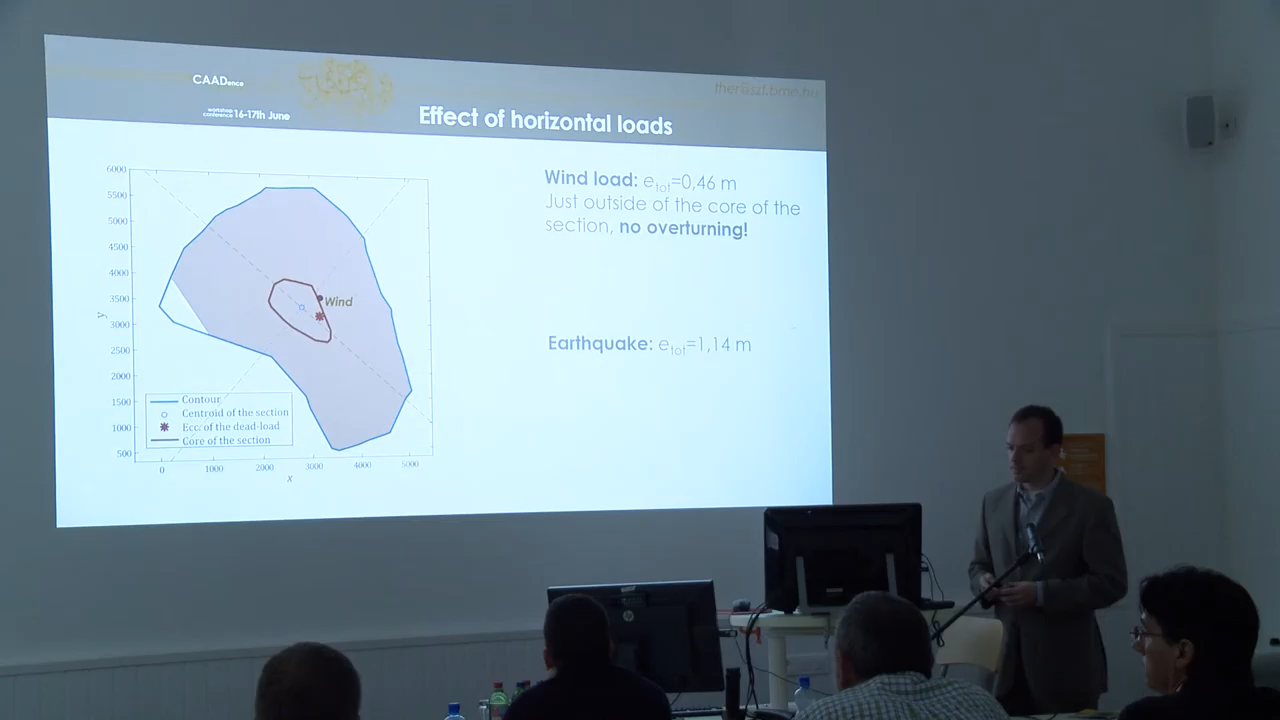 CAADence
workshop
conference 16-17th June
ther@szt.bme.hu
Effect of horizontal loads
Wind load: etot=0,46 m
Just outside of the core of the
section, no overturning!
Earthquake: etot=1,14 m
6000
5500
5000
4500
4000
3500
3000
2500
2000
1500
1000
500
y
Wind
Contour
Centroid of the section
Ecc. of the dead-load
Core of the section
0
1000
2000
3000
4000
5000
x